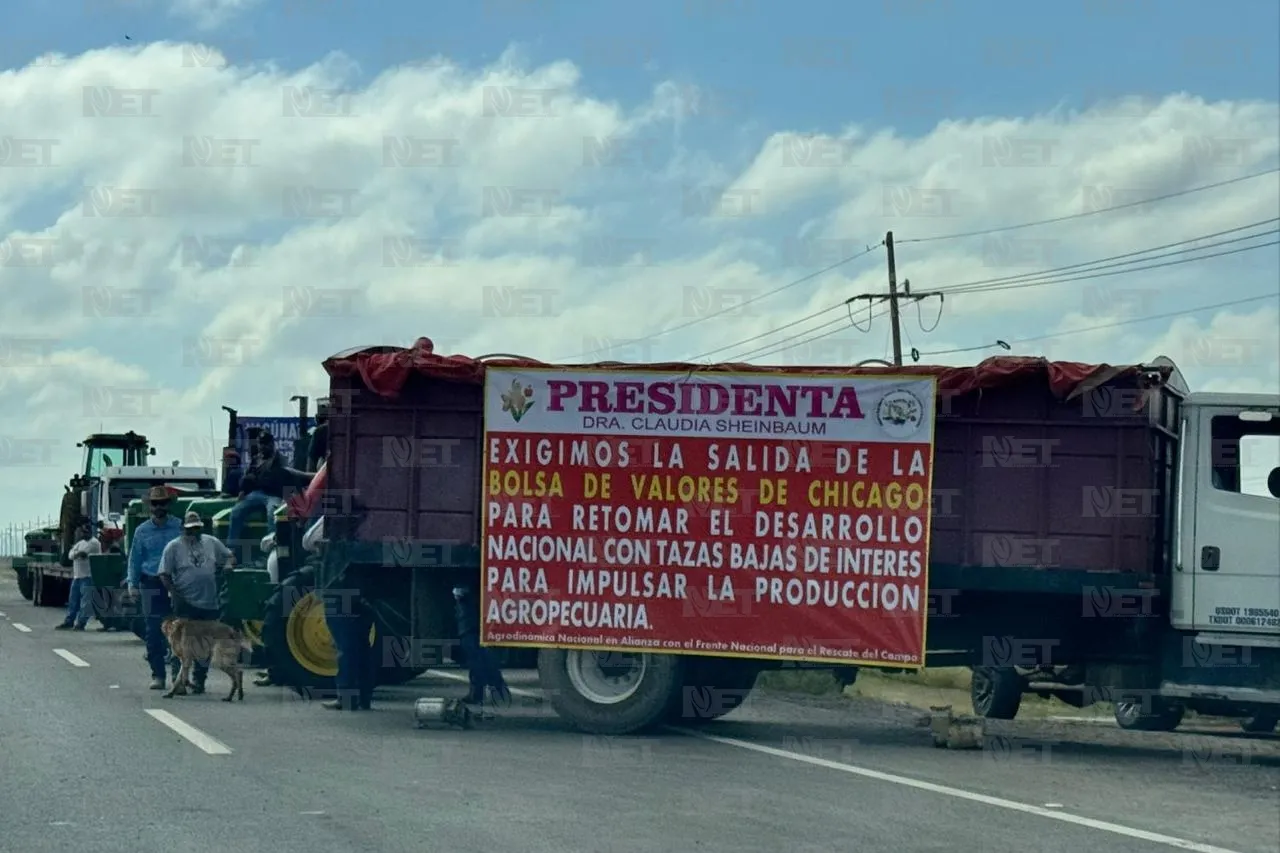 PRESIDENTA
DRA. CLAUDIA SHEINBAUM
EXIGIMOS LA SALIDA DE LA
BOLSA DE VALORES DE CHICAGO
PARA RETOMAR EL DESARROLLO
NACIONAL CON TAZAS BAJAS DE INTERES
PARA IMPULSAR LA PRODUCCION
AGROPECUARIA.
Agrodinámica Nacional en Alianza con el Frente Nacional para el Rescate del Campo
NET